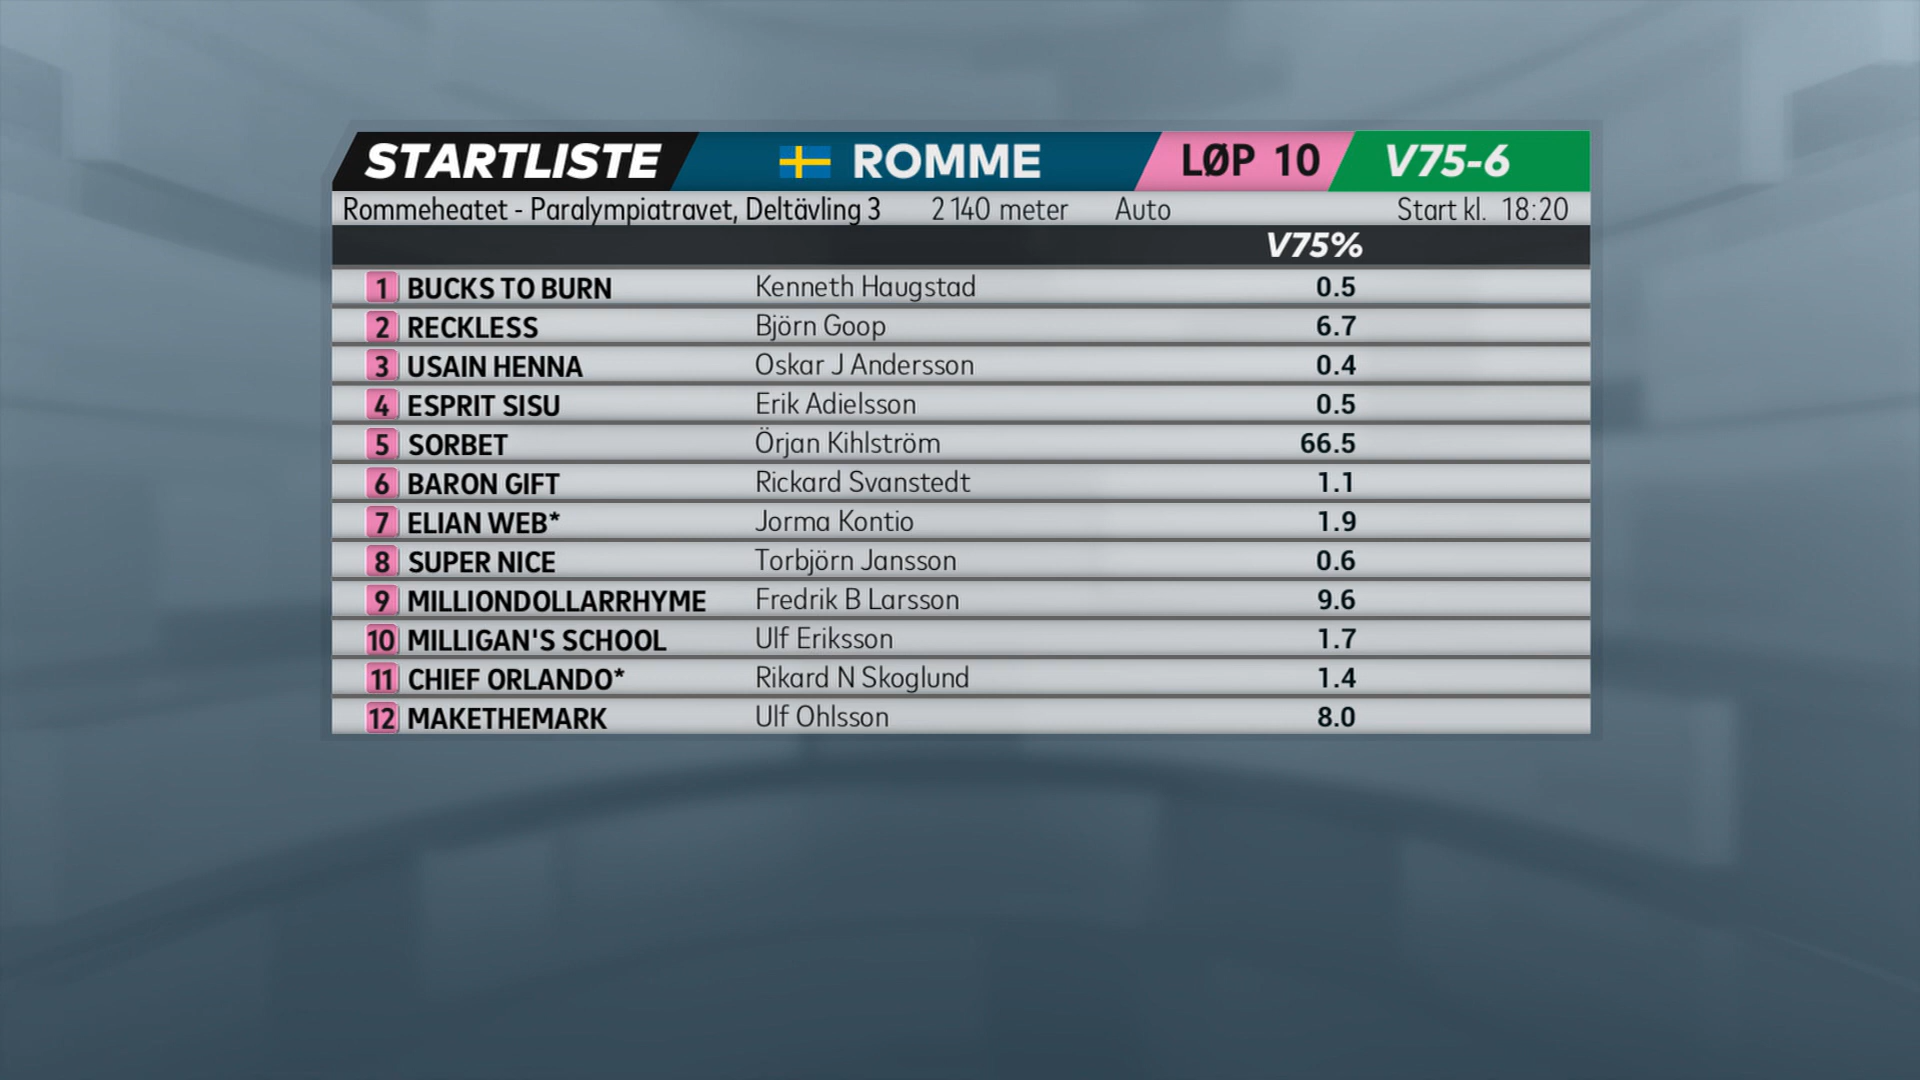 STARTLISTE ROMME LØP 10 V75-6
Rommeheatet - Paralympiatravet, Deltävling 3 2140 meter Auto Start kl. 18:20
V75%
1 BUCKS TO BURN Kenneth Haugstad 0.5
2 RECKLESS Björn Goop 6.7
3 USAIN HENNA Oskar J Andersson 0.4
4 ESPRIT SISU Erik Adielsson 0.5
5 SORBET Örjan Kihlström 66.5
6 BARON GIFT Rickard Svanstedt 1.1
7 ELIAN WEB* Jorma Kontio 1.9
8 SUPER NICE Torbjörn Jansson 0.6
9 MILLIONDOLLARRHYME Fredrik B Larsson 9.6
10 MILLIGAN'S SCHOOL Ulf Eriksson 1.7
11 CHIEF ORLANDO* Rikard N Skoglund 1.4
12 MAKETHEMARK Ulf Ohlsson 8.0